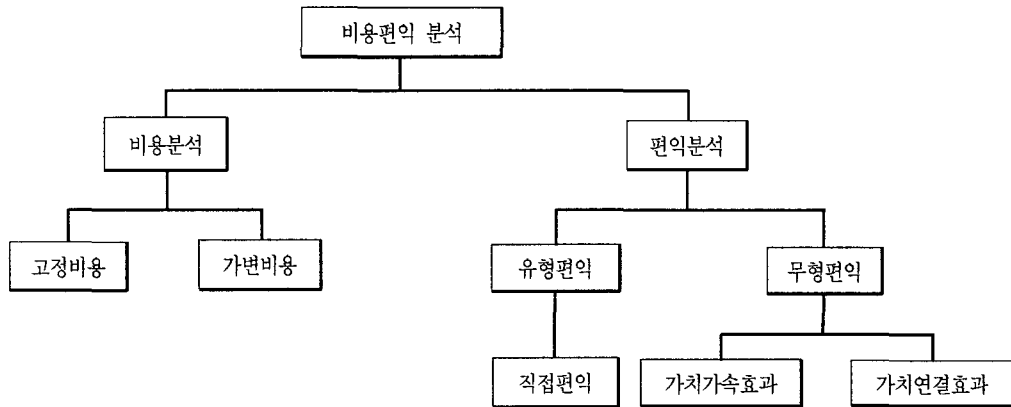 비용편익 분석
비용분석
편익분석
고정비용
가변비용
유형편익
무형편익
직접편익
가치가속효과
가치연결효과